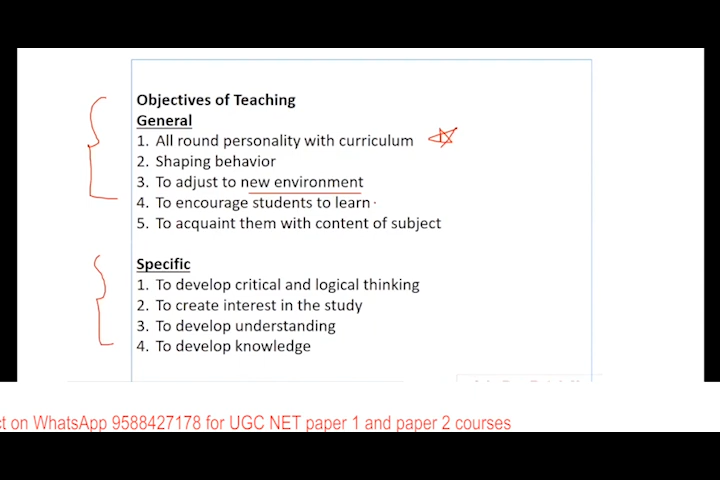 Objectives of Teaching
General
1. All round personality with curriculum
2. Shaping behavior
3. To adjust to new environment
4. To encourage students to learn
5. To acquaint them with content of subject
Specific
1. To develop critical and logical thinking
2. To create interest in the study
3. To develop understanding
4. To develop knowledge
on WhatsApp 9588427178 for UGC NET paper 1 and paper 2 courses